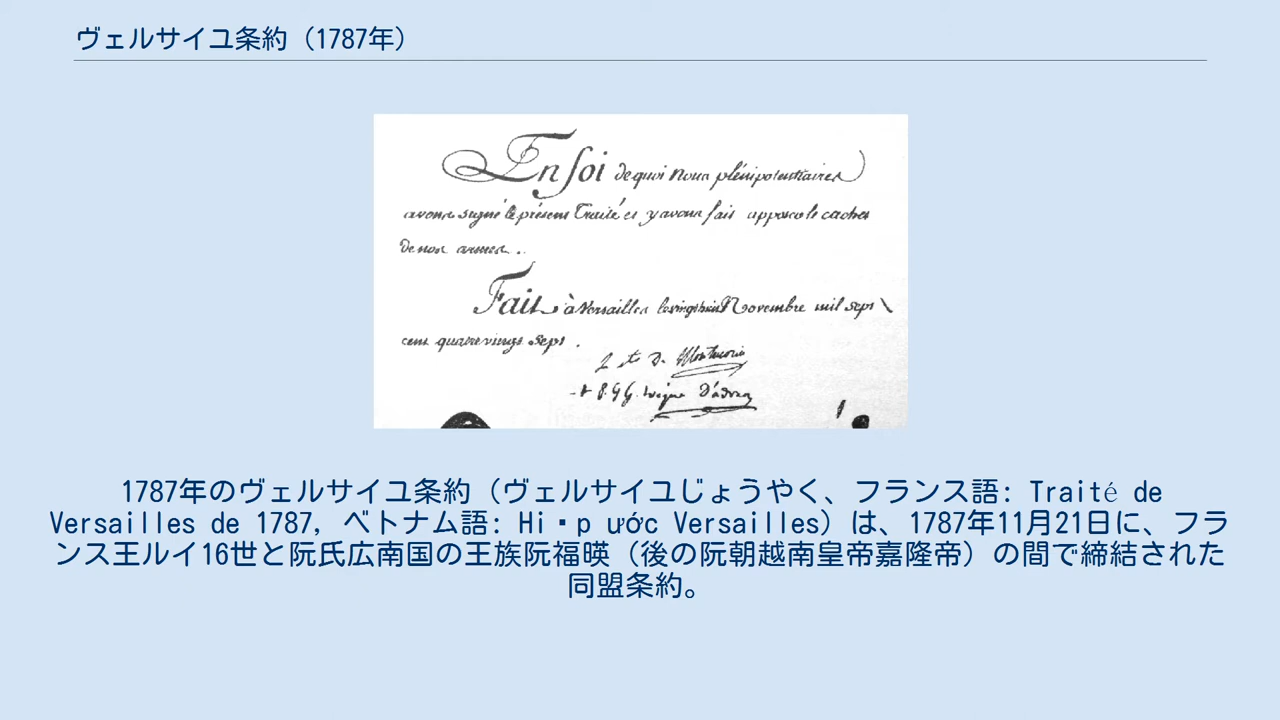 ヴェルサイユ条約（1787年）
En foi de quoi nous plénipotentiaires
avons signé le présent Traité et y avons fait apposer le cachet
de nos armes.
Fait à Versailles le vingt huit Novembre mil sept
cent quatre vingt sept.
1787年のヴェルサイユ条約（ヴェルサイユじょうやく、フランス語: Traité de
Versailles de 1787, ベトナム語: Hi▪p ước Versailles）は、1787年11月21日に、フラ
ンス王ルイ16世と阮氏広南国の王族阮福暎（後の阮朝越南皇帝嘉隆帝）の間で締結された
同盟条約。